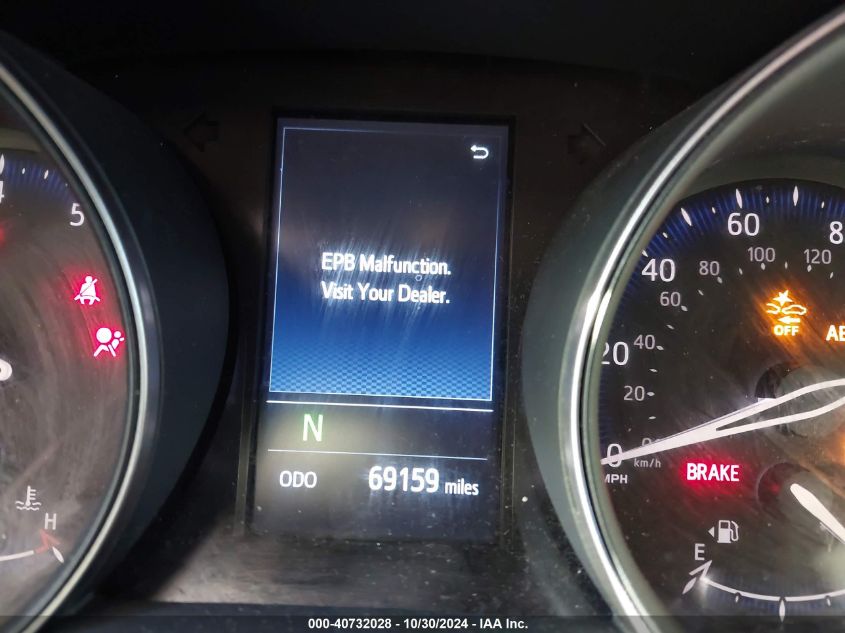 EPB Malfunction.
Visit Your Dealer.
N
ODO 69159 miles
5
H
60
40
20
0
MPH
100
120
80
60
40
20
km/h
OFF
BRAKE
E
000-40732028 - 10/30/2024 - IAA Inc.